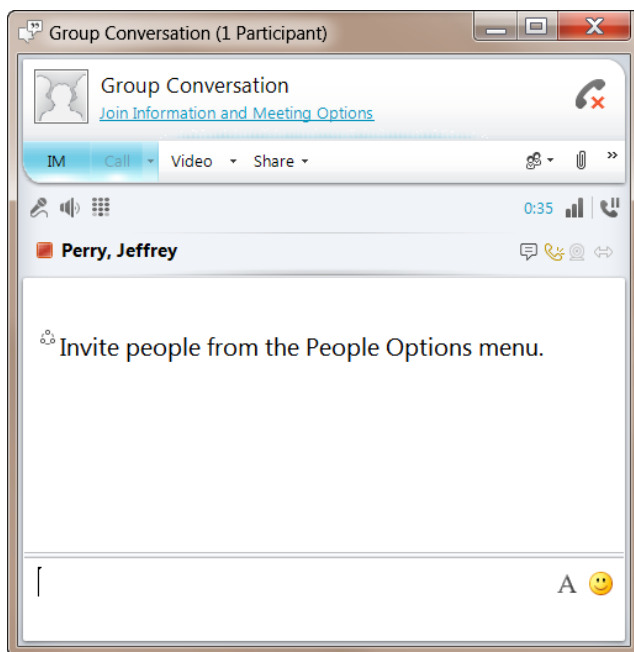 Group Conversation (1 Participant)
Group Conversation
Join Information and Meeting Options
IM Call Video Share
0:35
Perry, Jeffrey
Invite people from the People Options menu.
A